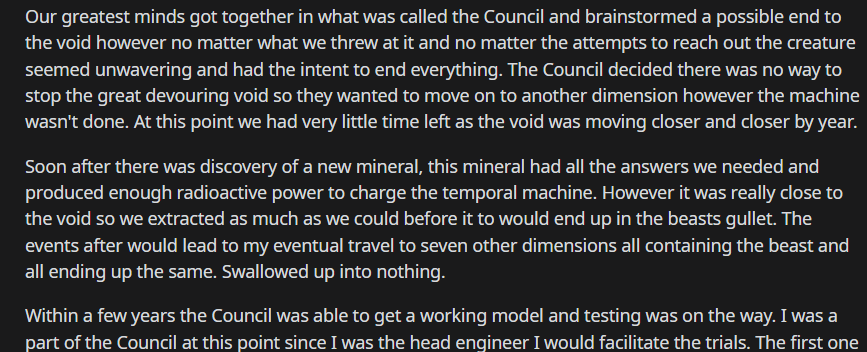 Our greatest minds got together in what was called the Council and brainstormed a possible end to
the void however no matter what we threw at it and no matter the attempts to reach out the creature
seemed unwavering and had the intent to end everything. The Council decided there was no way to
stop the great devouring void so they wanted to move on to another dimension however the machine
wasn't done. At this point we had very little time left as the void was moving closer and closer by year.
Soon after there was discovery of a new mineral, this mineral had all the answers we needed and
produced enough radioactive power to charge the temporal machine. However it was really close to
the void so we extracted as much as we could before it to would end up in the beasts gullet. The
events after would lead to my eventual travel to seven other dimensions all containing the beast and
all ending up the same. Swallowed up into nothing.
Within a few years the Council was able to get a working model and testing was on the way. I was a
part of the Council at this point since I was the head engineer I would facilitate the trials. The first one